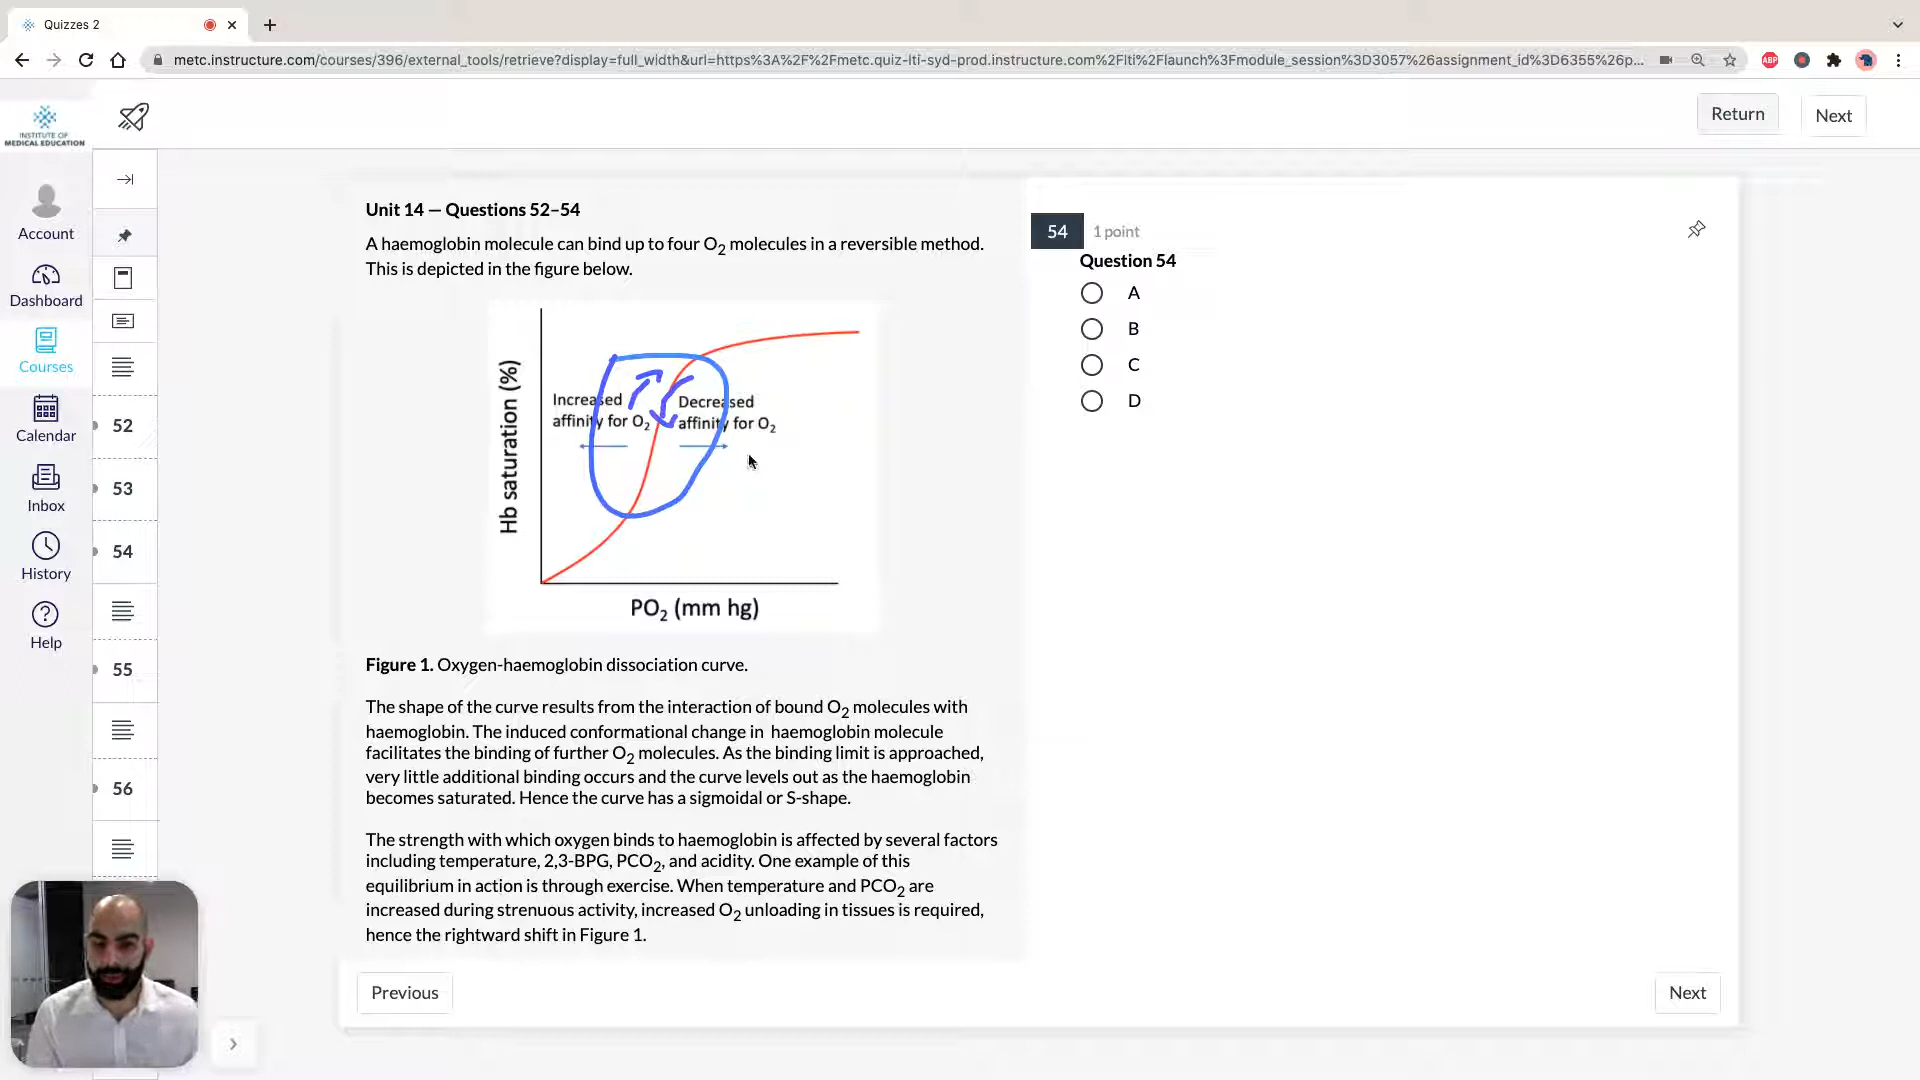 Quizzes 2
metc.instructure.com/courses/396/external_tools/retrieve?display=full_width&url=https%3A%2F%2Fmetc.quiz-lti-syd-prod.instructure.com%2Flti%2Flaunch%3Fmodule_session%3D3057%26assignment_id%3D6355%26p...
ABP
INSTITUTE OF
MEDICAL EDUCATION
Return
Next
Account
Dashboard
Courses
Calendar
Inbox
History
Help
52
53
54
55
56
Unit 14 — Questions 52–54
A haemoglobin molecule can bind up to four O2 molecules in a reversible method.
This is depicted in the figure below.
Hb saturation (%)
Increased
affinity for O2
Decreased
affinity for O2
PO2 (mm hg)
Figure 1. Oxygen-haemoglobin dissociation curve.
The shape of the curve results from the interaction of bound O2 molecules with
haemoglobin. The induced conformational change in haemoglobin molecule
facilitates the binding of further O2 molecules. As the binding limit is approached,
very little additional binding occurs and the curve levels out as the haemoglobin
becomes saturated. Hence the curve has a sigmoidal or S-shape.
The strength with which oxygen binds to haemoglobin is affected by several factors
including temperature, 2,3-BPG, PCO2, and acidity. One example of this
equilibrium in action is through exercise. When temperature and PCO2 are
increased during strenuous activity, increased O2 unloading in tissues is required,
hence the rightward shift in Figure 1.
54
1 point
Question 54
A
B
C
D
Previous
Next